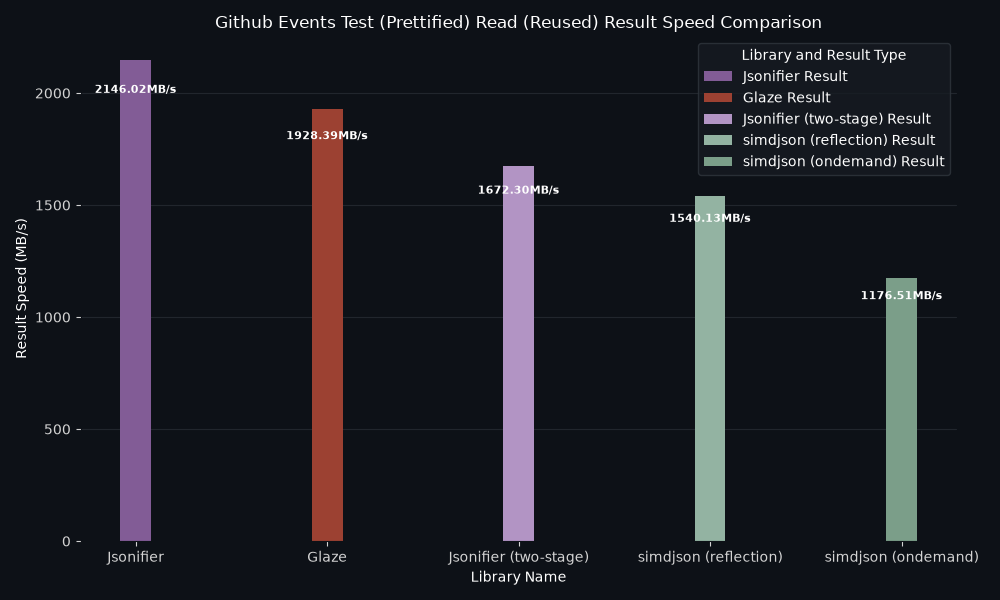 Github Events Test (Prettified) Read (Reused) Result Speed Comparison
Library and Result Type
Jsonifier Result
Glaze Result
Jsonifier (two-stage) Result
simdjson (reflection) Result
simdjson (ondemand) Result
2146.02MB/s
1928.39MB/s
1672.30MB/s
1540.13MB/s
1176.51MB/s
Result Speed (MB/s)
2000
1500
1000
500
0
Jsonifier
Glaze
Jsonifier (two-stage)
simdjson (reflection)
simdjson (ondemand)
Library Name